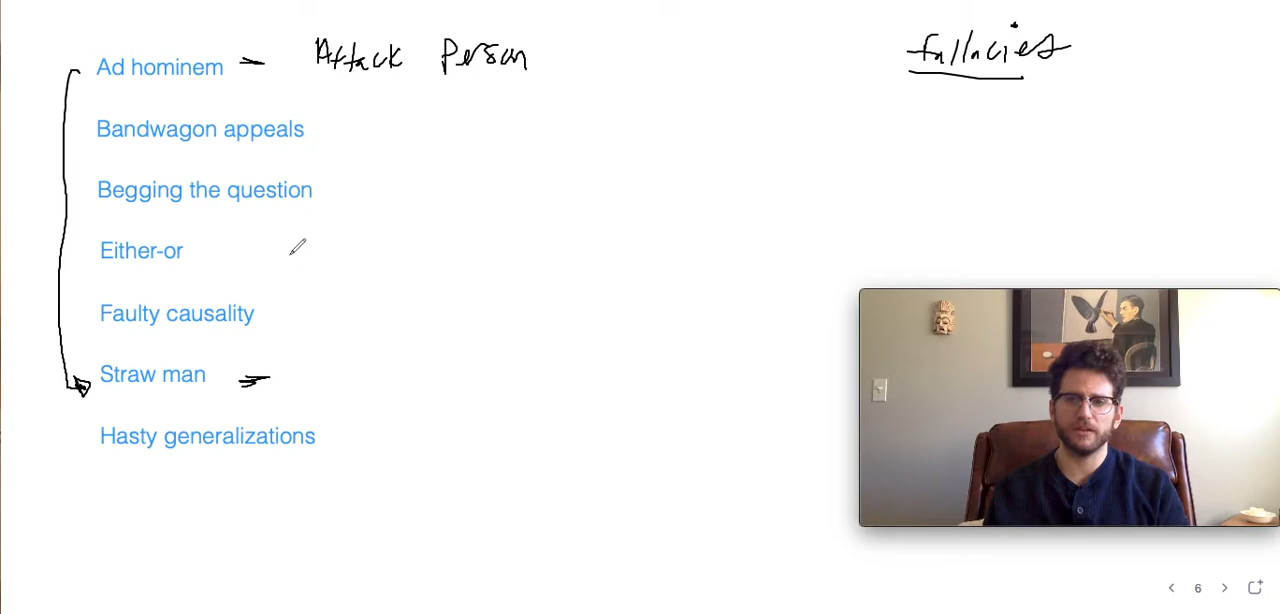 Ad hominem - Attack Person
fallacies
Bandwagon appeals
Begging the question
Either-or
Faulty causality
Straw man
Hasty generalizations
6